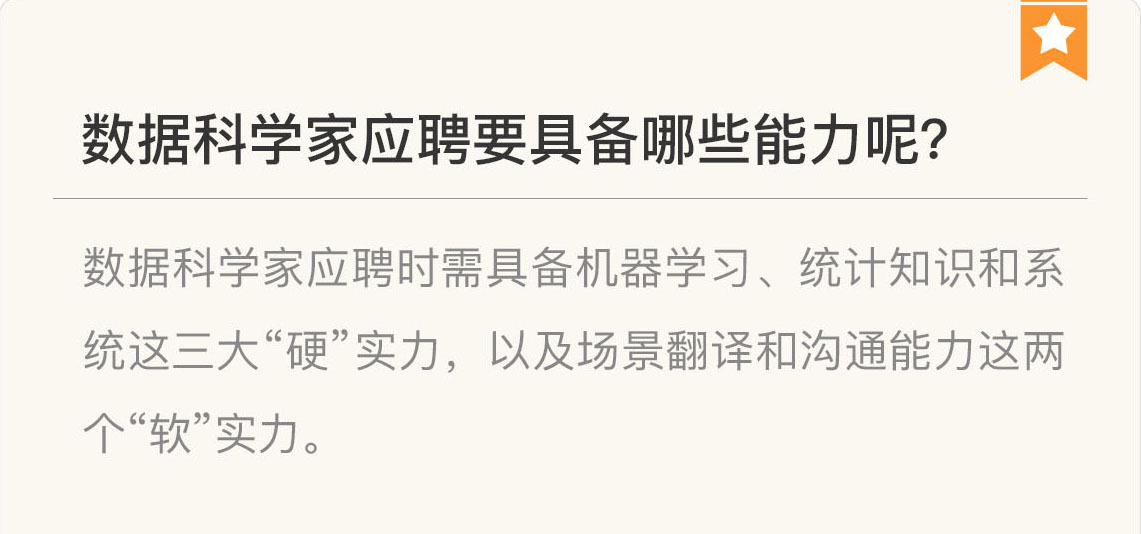 数据科学家应聘要具备哪些能力呢？
数据科学家应聘时需具备机器学习、统计知识和系
统这三大“硬”实力，以及场景翻译和沟通能力这两
个“软”实力。